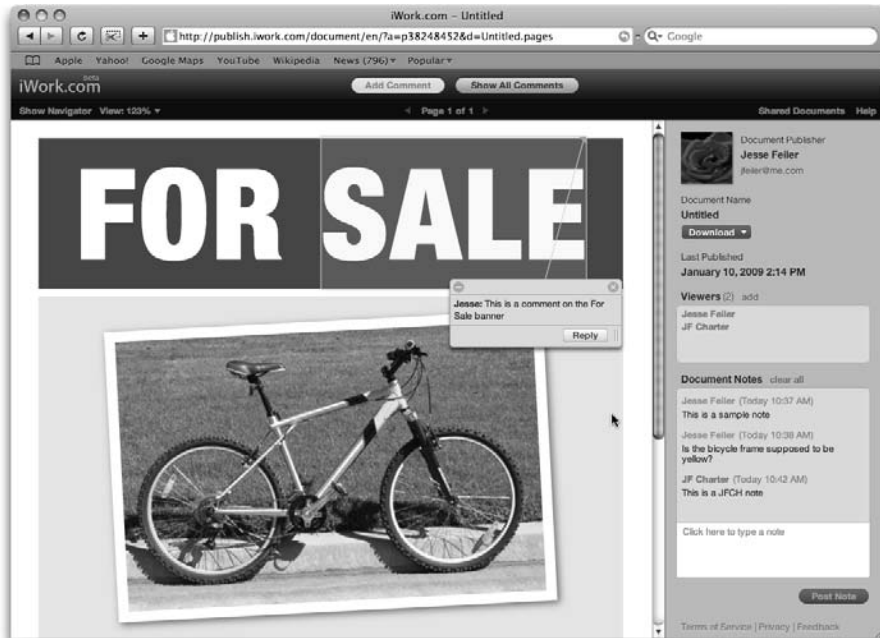 iWork.com – Untitled
http://publish.iwork.com/document/en/?a=p38248452&d=Untitled.pages
Google
Apple Yahoo! Google Maps YouTube Wikipedia News (796) Popular
iWork.com beta
Add Comment Show All Comments
Show Navigator View: 123% Page 1 of 1 Shared Documents Help
FOR SALE
Jesse: This is a comment on the For
Sale banner
Reply
Document Publisher
Jesse Feiler
jfeiler@me.com
Document Name
Untitled
Download
Last Published
January 10, 2009 2:14 PM
Viewers (2) add
Jesse Feiler
JF Charter
Document Notes clear all
Jesse Feiler (Today 10:37 AM)
This is a sample note
Jesse Feiler (Today 10:38 AM)
Is the bicycle frame supposed to be
yellow?
JF Charter (Today 10:42 AM)
This is a JFCH note
Click here to type a note
Post Note
Terms of Service | Privacy | Feedback